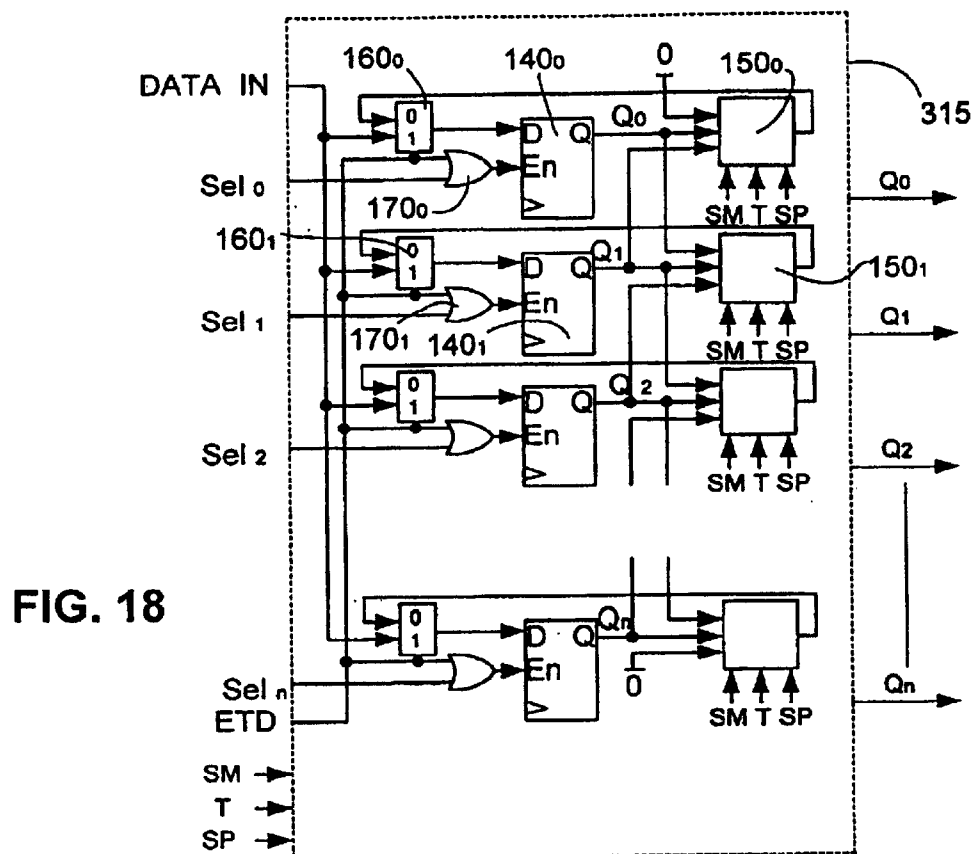 160₀ 140₀ 0 150₀
DATA IN 315
0 D Q Q₀
1 En
Sel ₀ 170₀ SM T SP Q₀
160₁ 0 D Q Q₁
1 En 150₁
Sel ₁ 170₁ 140₁ SM T SP Q₁
0 D Q Q ₂
1 En
Sel ₂ SM T SP Q₂
FIG. 18
0 D Q Qₙ
1 En 0
Sel ₙ SM T SP Qₙ
ETD
SM
T
SP